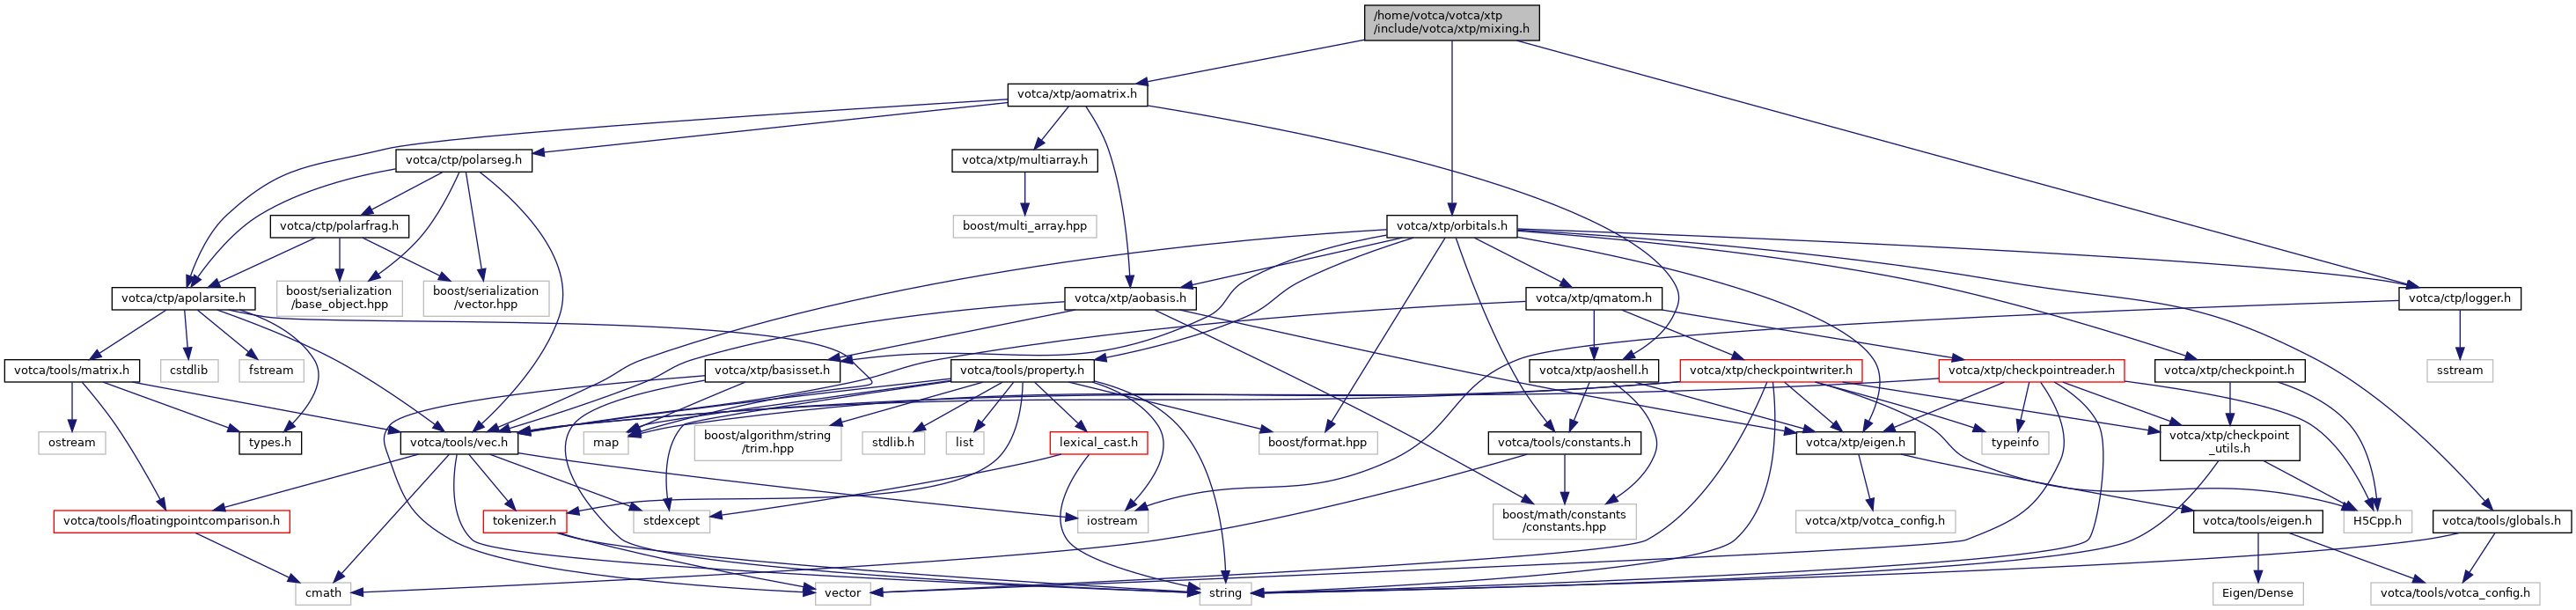 /home/votca/votca/xtp
/include/votca/xtp/mixing.h
votca/xtp/aomatrix.h
votca/ctp/polarseg.h
votca/xtp/multiarray.h
votca/ctp/polarfrag.h
boost/multi_array.hpp
votca/xtp/orbitals.h
votca/ctp/apolarsite.h
boost/serialization
/base_object.hpp
boost/serialization
/vector.hpp
votca/xtp/aobasis.h
votca/xtp/qmatom.h
votca/ctp/logger.h
votca/tools/matrix.h
cstdlib
fstream
votca/xtp/basisset.h
votca/tools/property.h
votca/xtp/aoshell.h
votca/xtp/checkpointwriter.h
votca/xtp/checkpointreader.h
votca/xtp/checkpoint.h
sstream
ostream
types.h
votca/tools/vec.h
map
boost/algorithm/string
/trim.hpp
stdlib.h
list
lexical_cast.h
boost/format.hpp
votca/tools/constants.h
votca/xtp/eigen.h
typeinfo
votca/xtp/checkpoint
_utils.h
votca/tools/floatingpointcomparison.h
tokenizer.h
stdexcept
iostream
boost/math/constants
/constants.hpp
votca/xtp/votca_config.h
H5Cpp.h
votca/tools/eigen.h
votca/tools/globals.h
cmath
vector
string
Eigen/Dense
votca/tools/votca_config.h